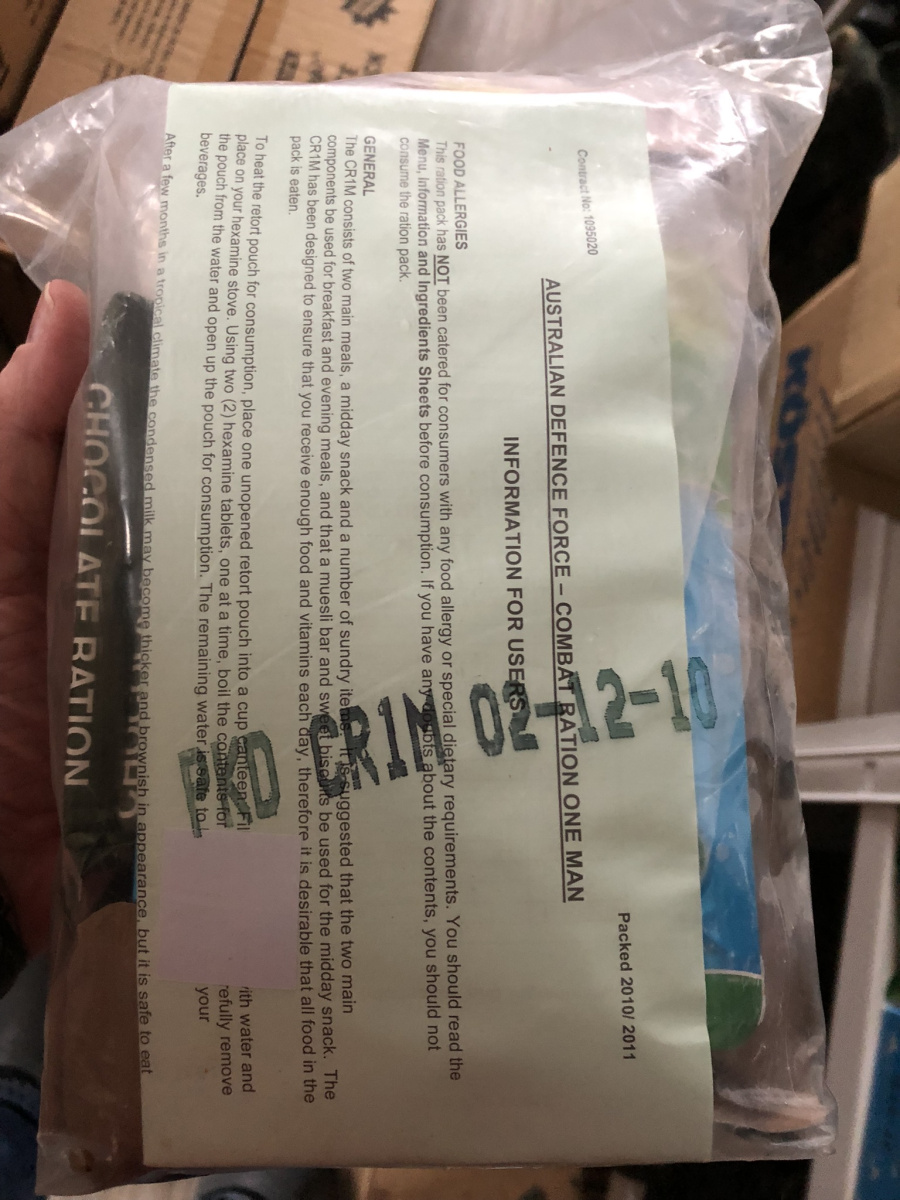 Contract No: 1095020
Packed 2010/ 2011
AUSTRALIAN DEFENCE FORCE – COMBAT RATION ONE MAN
INFORMATION FOR USERS
FOOD ALLERGIES
This ration pack has NOT been catered for consumers with any food allergy or special dietary requirements. You should read the
Menu, Information and Ingredients Sheets before consumption. If you have any doubts about the contents, you should not
consume the ration pack.
GENERAL
The CR1M consists of two main meals, a midday snack and a number of sundry items. It is suggested that the two main
components be used for breakfast and evening meals, and that a muesli bar and sweet biscuits be used for the midday snack. The
CR1M has been designed to ensure that you receive enough food and vitamins each day, therefore it is desirable that all food in the
pack is eaten.
To heat the retort pouch for consumption, place one unopened retort pouch into a cup canteen. Fil ith water and
place on your hexamine stove. Using two (2) hexamine tablets, one at a time, boil the contents for refully remove
the pouch from the water and open up the pouch for consumption. The remaining water is safe to your
beverages.
After a few months in a tropical climate the condensed milk may become thicker and brownish in appearance, but it is safe to eat
CR1M
CHOCOLATE RATION